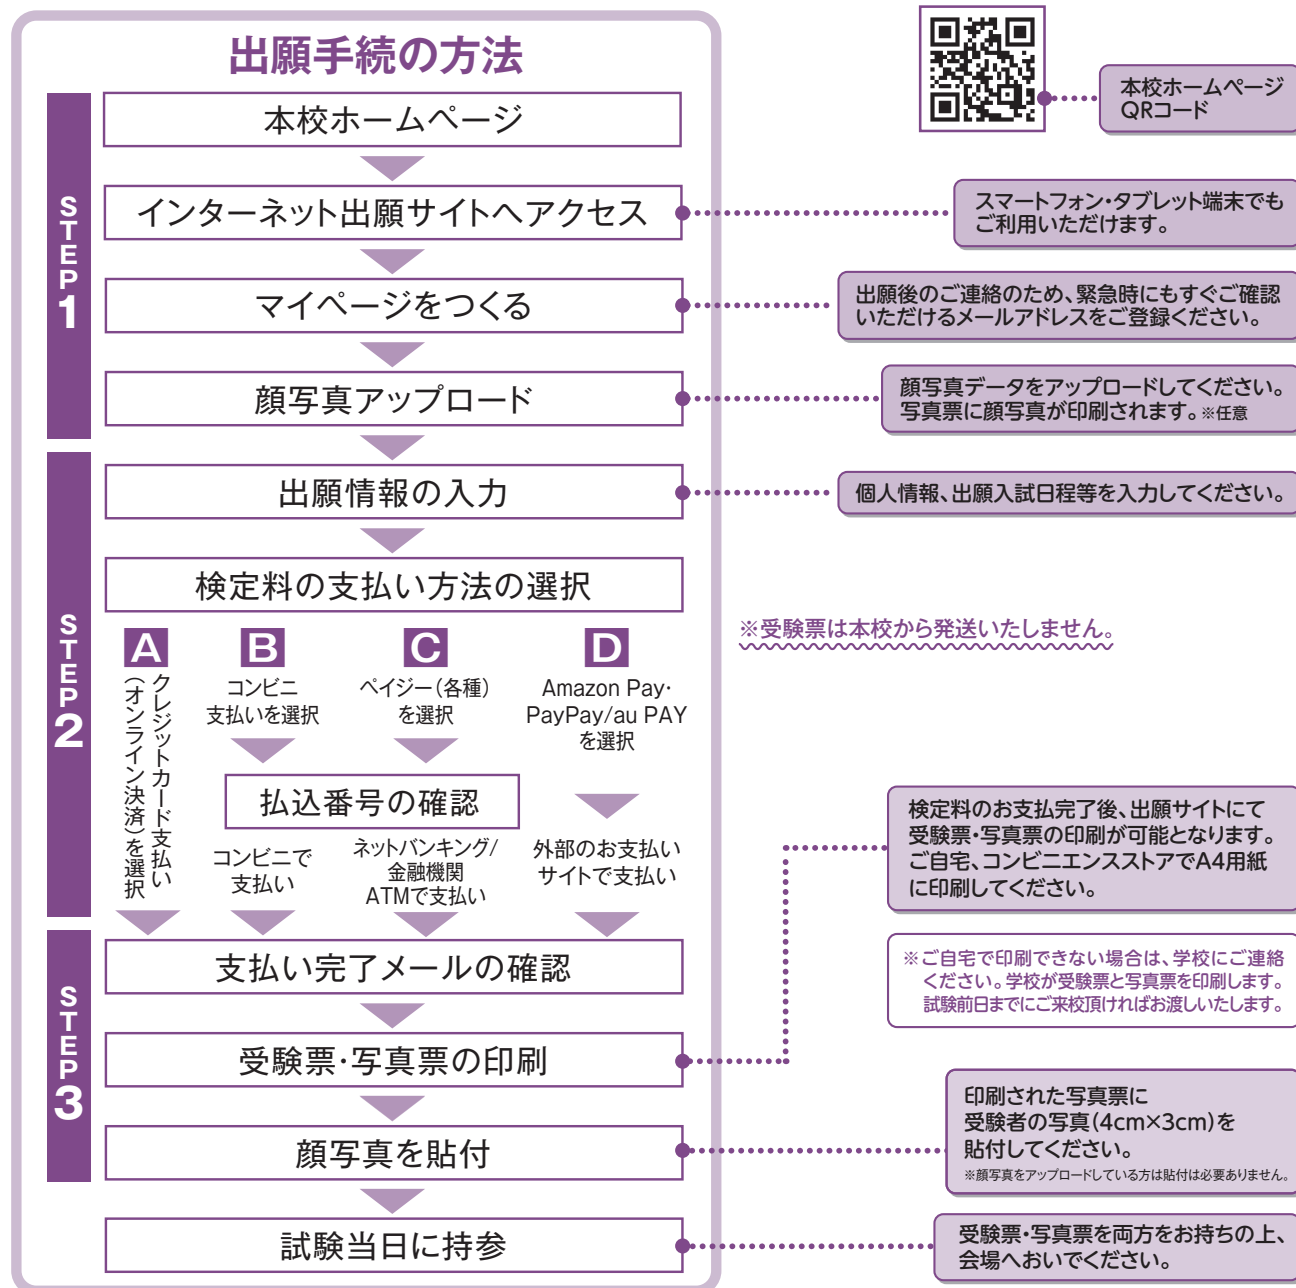 出願手続の方法
本校ホームページ
QRコード
STEP1
本校ホームページ
インターネット出願サイトへアクセス
スマートフォン・タブレット端末でも
ご利用いただけます。
マイページをつくる
出願後のご連絡のため、緊急時にもすぐご確認
いただけるメールアドレスをご登録ください。
顔写真アップロード
顔写真データをアップロードしてください。
写真票に顔写真が印刷されます。※任意
STEP2
出願情報の入力
個人情報、出願入試日程等を入力してください。
検定料の支払い方法の選択
※受験票は本校から発送いたしません。
A
クレジットカード支払い
(オンライン決済)を選択
B
コンビニ
支払いを選択
C
ペイジー(各種)
を選択
払込番号の確認
コンビニで
支払い
ネットバンキング/
金融機関
ATMで支払い
D
Amazon Pay・
PayPay/au PAY
を選択
外部のお支払い
サイトで支払い
STEP3
支払い完了メールの確認
受験票・写真票の印刷
検定料のお支払完了後、出願サイトにて
受験票・写真票の印刷が可能となります。
ご自宅、コンビニエンスストアでA4用紙
に印刷してください。
※ご自宅で印刷できない場合は、学校にご連絡
ください。学校が受験票と写真票を印刷します。
試験前日までにご来校頂ければお渡しいたします。
顔写真を貼付
印刷された写真票に
受験者の写真(4cm×3cm)を
貼付してください。
※顔写真をアップロードしている方は貼付は必要ありません。
試験当日に持参
受験票・写真票を両方をお持ちの上、
会場へおいでください。